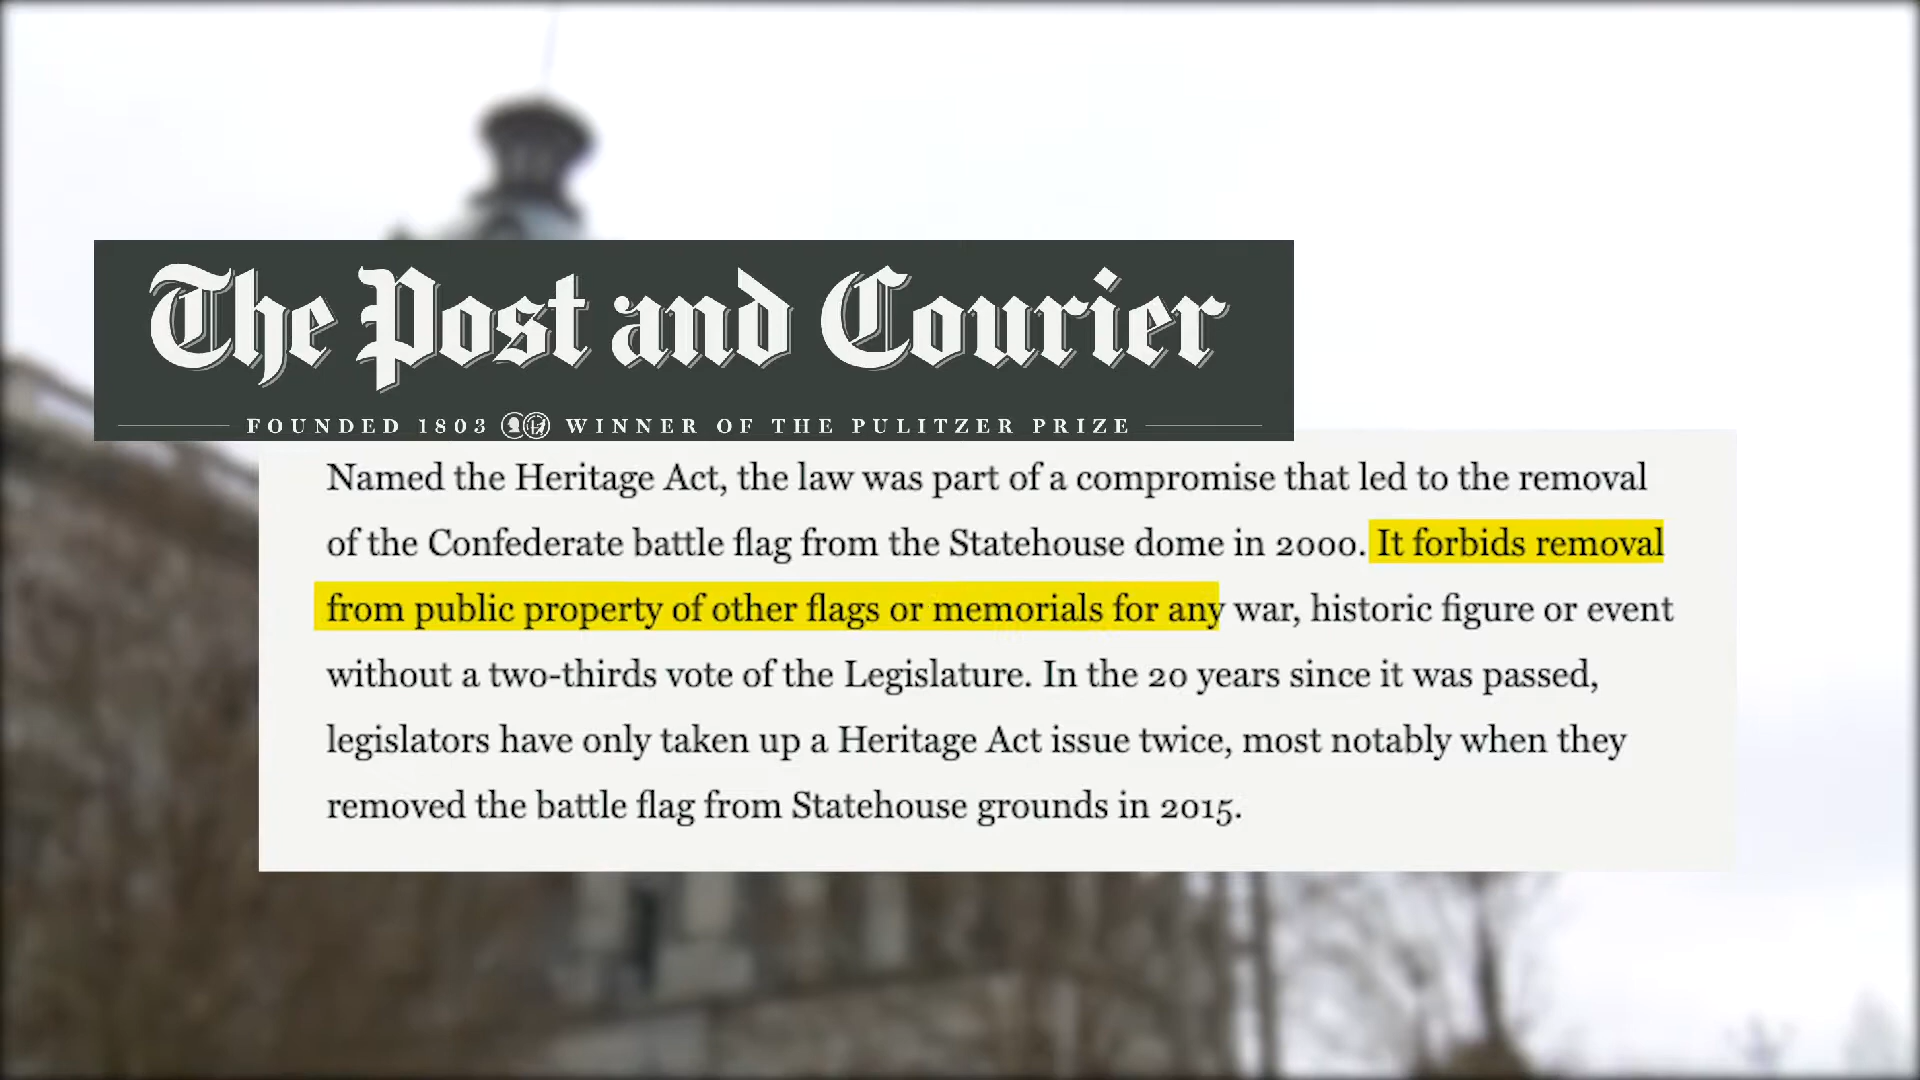 The Post and Courier
FOUNDED 1803 WINNER OF THE PULITZER PRIZE
Named the Heritage Act, the law was part of a compromise that led to the removal
of the Confederate battle flag from the Statehouse dome in 2000. It forbids removal
from public property of other flags or memorials for any war, historic figure or event
without a two-thirds vote of the Legislature. In the 20 years since it was passed,
legislators have only taken up a Heritage Act issue twice, most notably when they
removed the battle flag from Statehouse grounds in 2015.